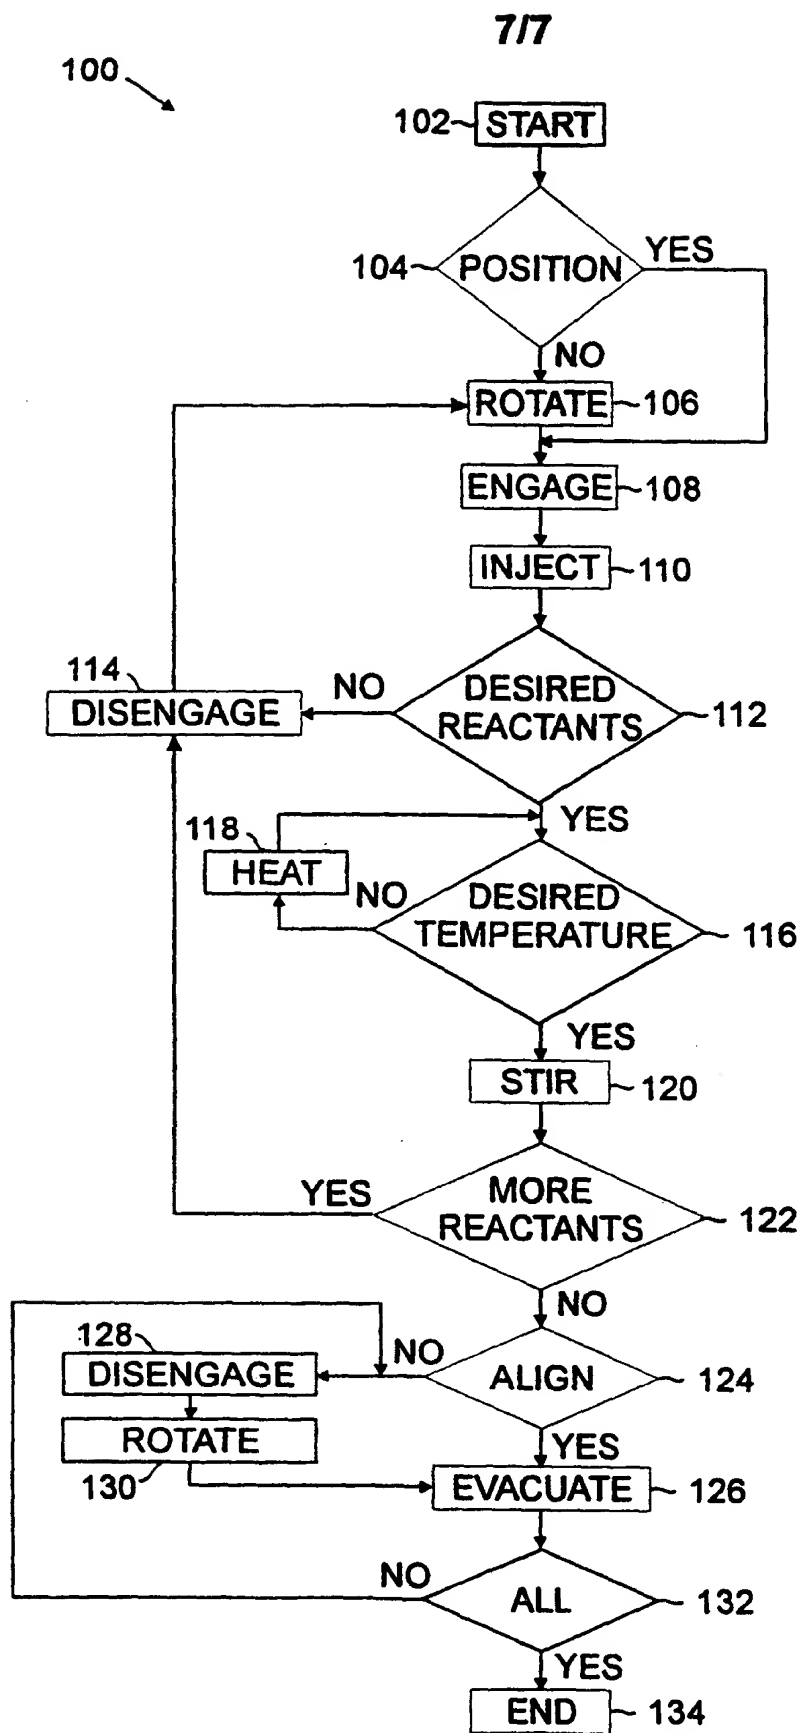 7/7
100
102 START
104 POSITION YES
NO
ROTATE 106
ENGAGE 108
INJECT 110
114
DISENGAGE
NO
DESIRED
REACTANTS
112
YES
118
HEAT
NO
DESIRED
TEMPERATURE
116
YES
STIR 120
YES
MORE
REACTANTS
122
NO
128
DISENGAGE
NO
ALIGN 124
ROTATE
130
YES
EVACUATE 126
NO
ALL 132
YES
END 134